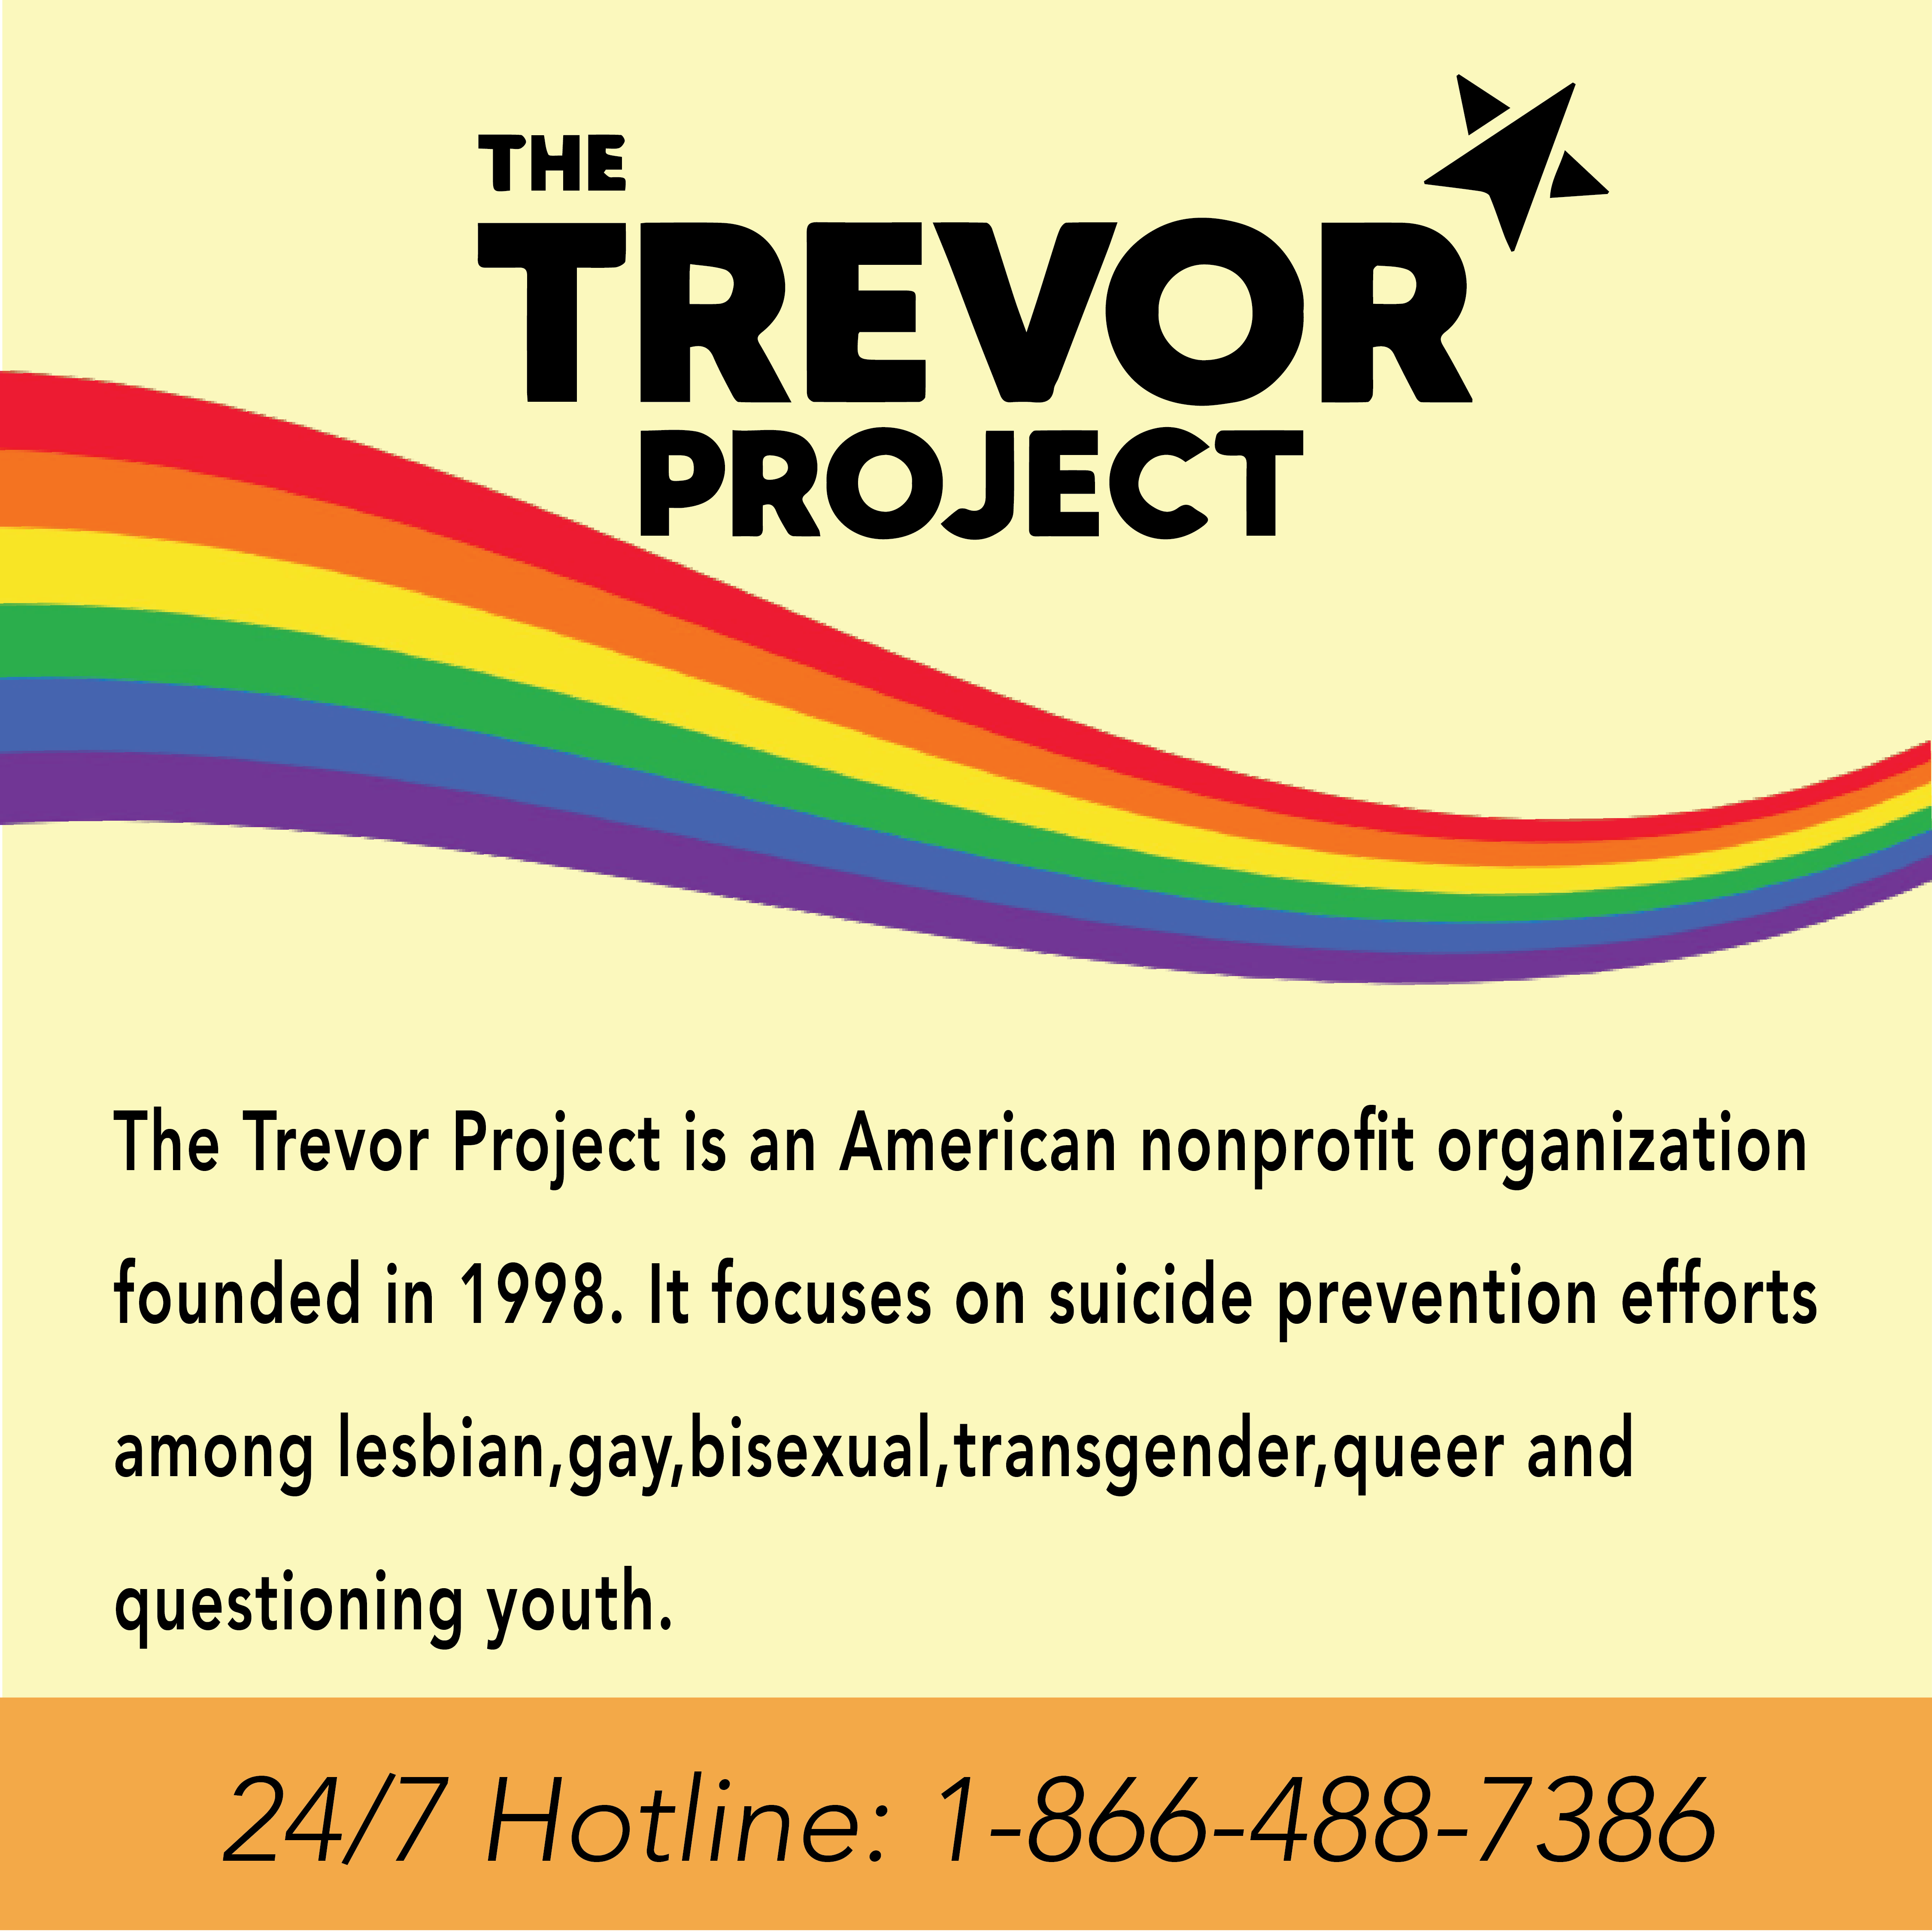 THE
TREVOR
PROJECT
The Trevor Project is an American nonprofit organization
founded in 1998. It focuses on suicide prevention efforts
among lesbian,gay,bisexual,transgender,queer and
questioning youth.
24/7 Hotline: 1-866-488-7386